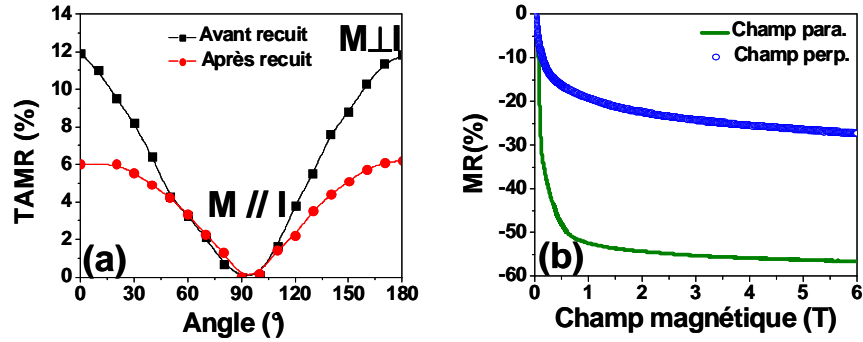 14
12
10
8
6
4
2
0
TAMR (%)
Avant recuit
Après recuit
M⊥I
M // I
(a)
0 30 60 90 120 150 180
Angle (°)
0
-10
-20
-30
-40
-50
-60
MR(%)
Champ para.
Champ perp.
(b)
0 1 2 3 4 5 6
Champ magnétique (T)